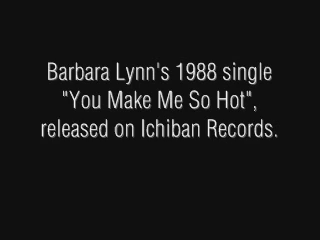 Barbara Lynn's 1988 single
"You Make Me So Hot",
released on Ichiban Records.